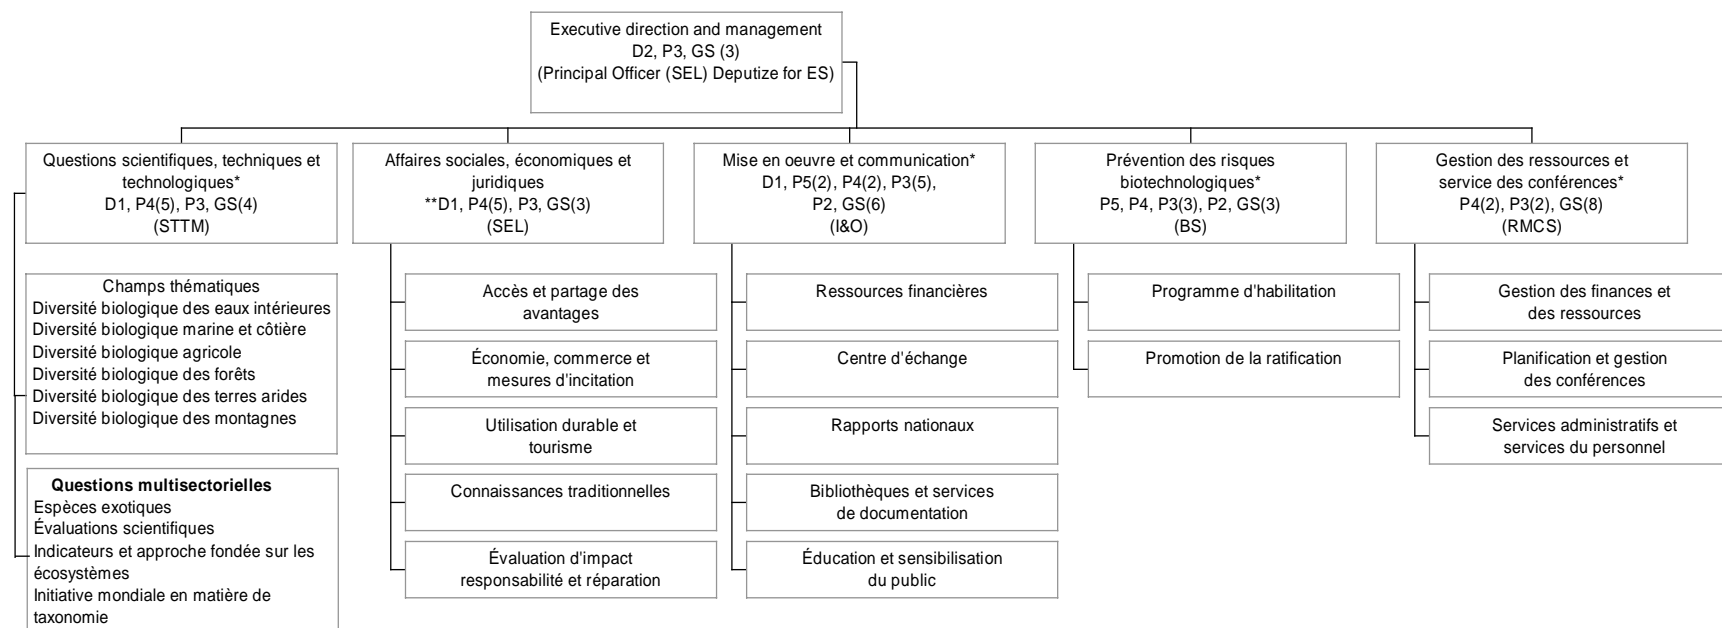 Executive direction and management
D2, P3, GS (3)
(Principal Officer (SEL) Deputize for ES)
Questions scientifiques, techniques et
technologiques*
D1, P4(5), P3, GS(4)
(STTM)
Affaires sociales, économiques et
juridiques
**D1, P4(5), P3, GS(3)
(SEL)
Mise en oeuvre et communication*
D1, P5(2), P4(2), P3(5),
P2, GS(6)
(I&O)
Prévention des risques
biotechnologiques*
P5, P4, P3(3), P2, GS(3)
(BS)
Gestion des ressources et
service des conférences*
P4(2), P3(2), GS(8)
(RMCS)
Champs thématiques
Diversité biologique des eaux intérieures
Diversité biologique marine et côtière
Diversité biologique agricole
Diversité biologique des forêts
Diversité biologique des terres arides
Diversité biologique des montagnes
Questions multisectorielles
Espèces exotiques
Évaluations scientifiques
Indicateurs et approche fondée sur les
écosystèmes
Initiative mondiale en matière de
taxonomie
Accès et partage des
avantages
Économie, commerce et
mesures d'incitation
Utilisation durable et
tourisme
Connaissances traditionnelles
Évaluation d'impact
responsabilité et réparation
Ressources financières
Centre d'échange
Rapports nationaux
Bibliothèques et services
de documentation
Éducation et sensibilisation
du public
Programme d'habilitation
Promotion de la ratification
Gestion des finances et
des ressources
Planification et gestion
des conférences
Services administratifs et
services du personnel